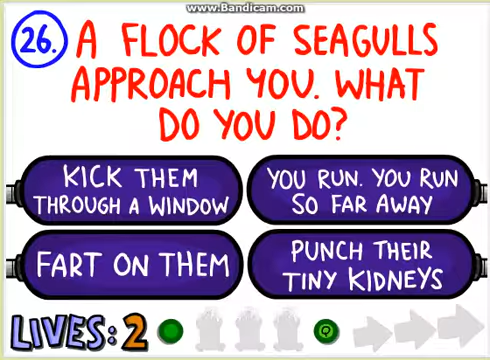 www.Bandicam.com
26. A FLOCK OF SEAGULLS
APPROACH YOU. WHAT
DO YOU DO?
KICK THEM
THROUGH A WINDOW
YOU RUN. YOU RUN
SO FAR AWAY
FART ON THEM
PUNCH THEIR
TINY KIDNEYS
LIVES: 2